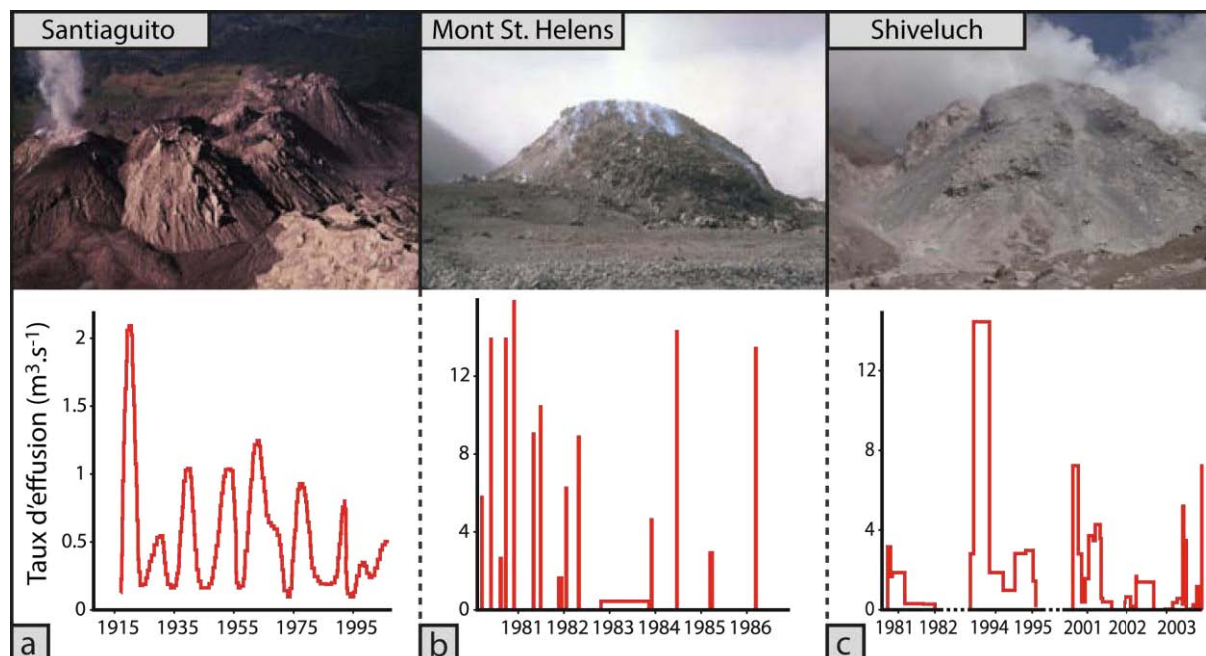 Santiaguito
Mont St. Helens
Shiveluch
Taux d'effusion (m³.s⁻¹)
2
1.5
1
0.5
0
1915 1935 1955 1975 1995
a
12
8
4
0
1981 1982 1983 1984 1985 1986
b
12
8
4
0
1981 1982 1994 1995 2001 2002 2003
c